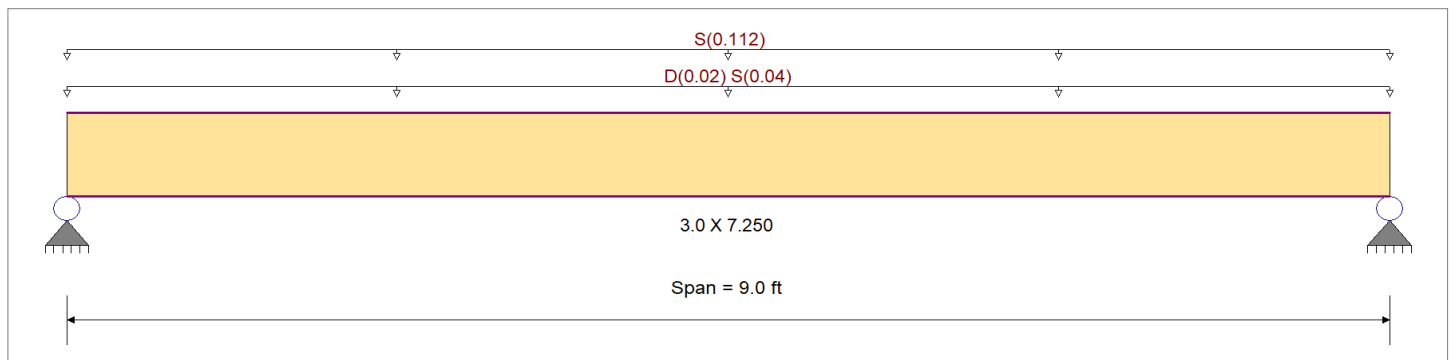 S(0.112)
D(0.02) S(0.04)
3.0 X 7.250
Span = 9.0 ft